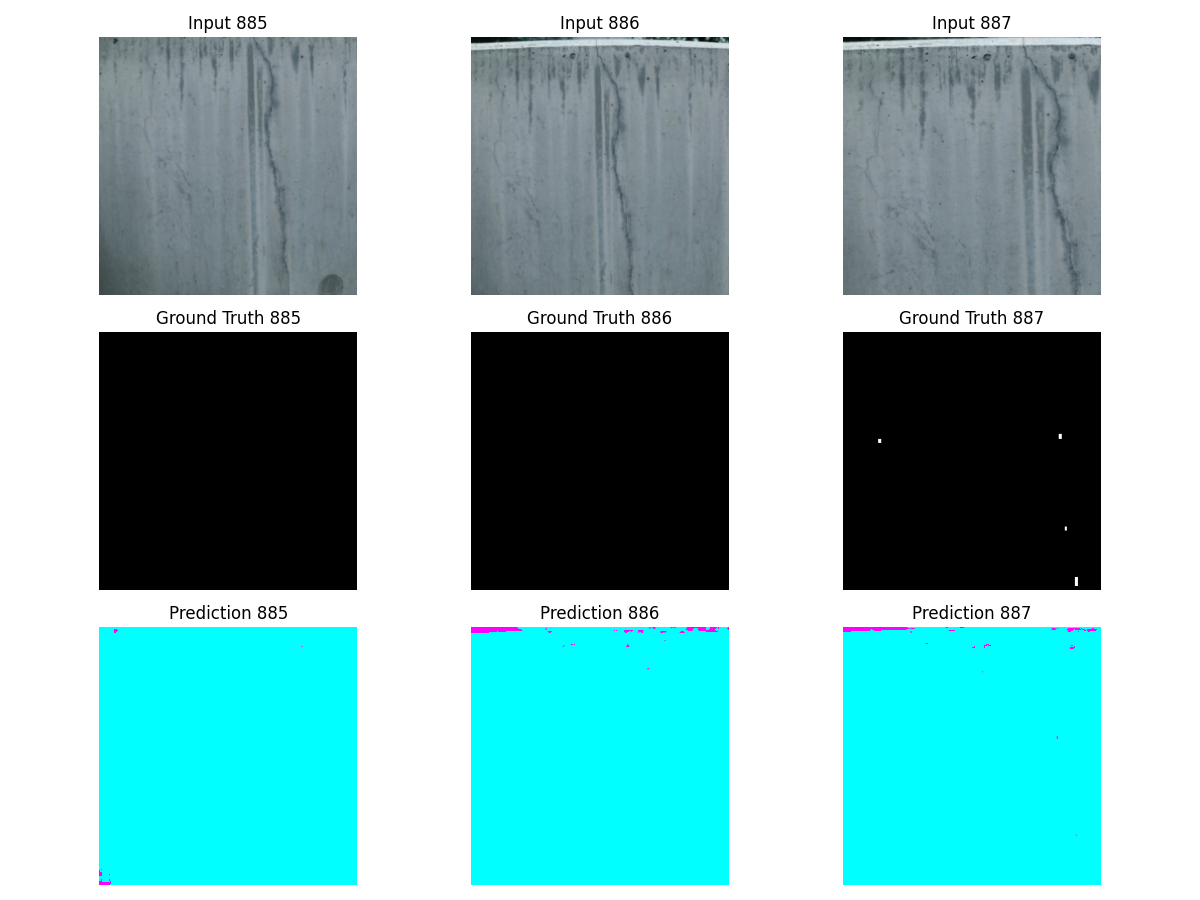 Input 885
Input 886
Input 887
Ground Truth 885
Ground Truth 886
Ground Truth 887
Prediction 885
Prediction 886
Prediction 887